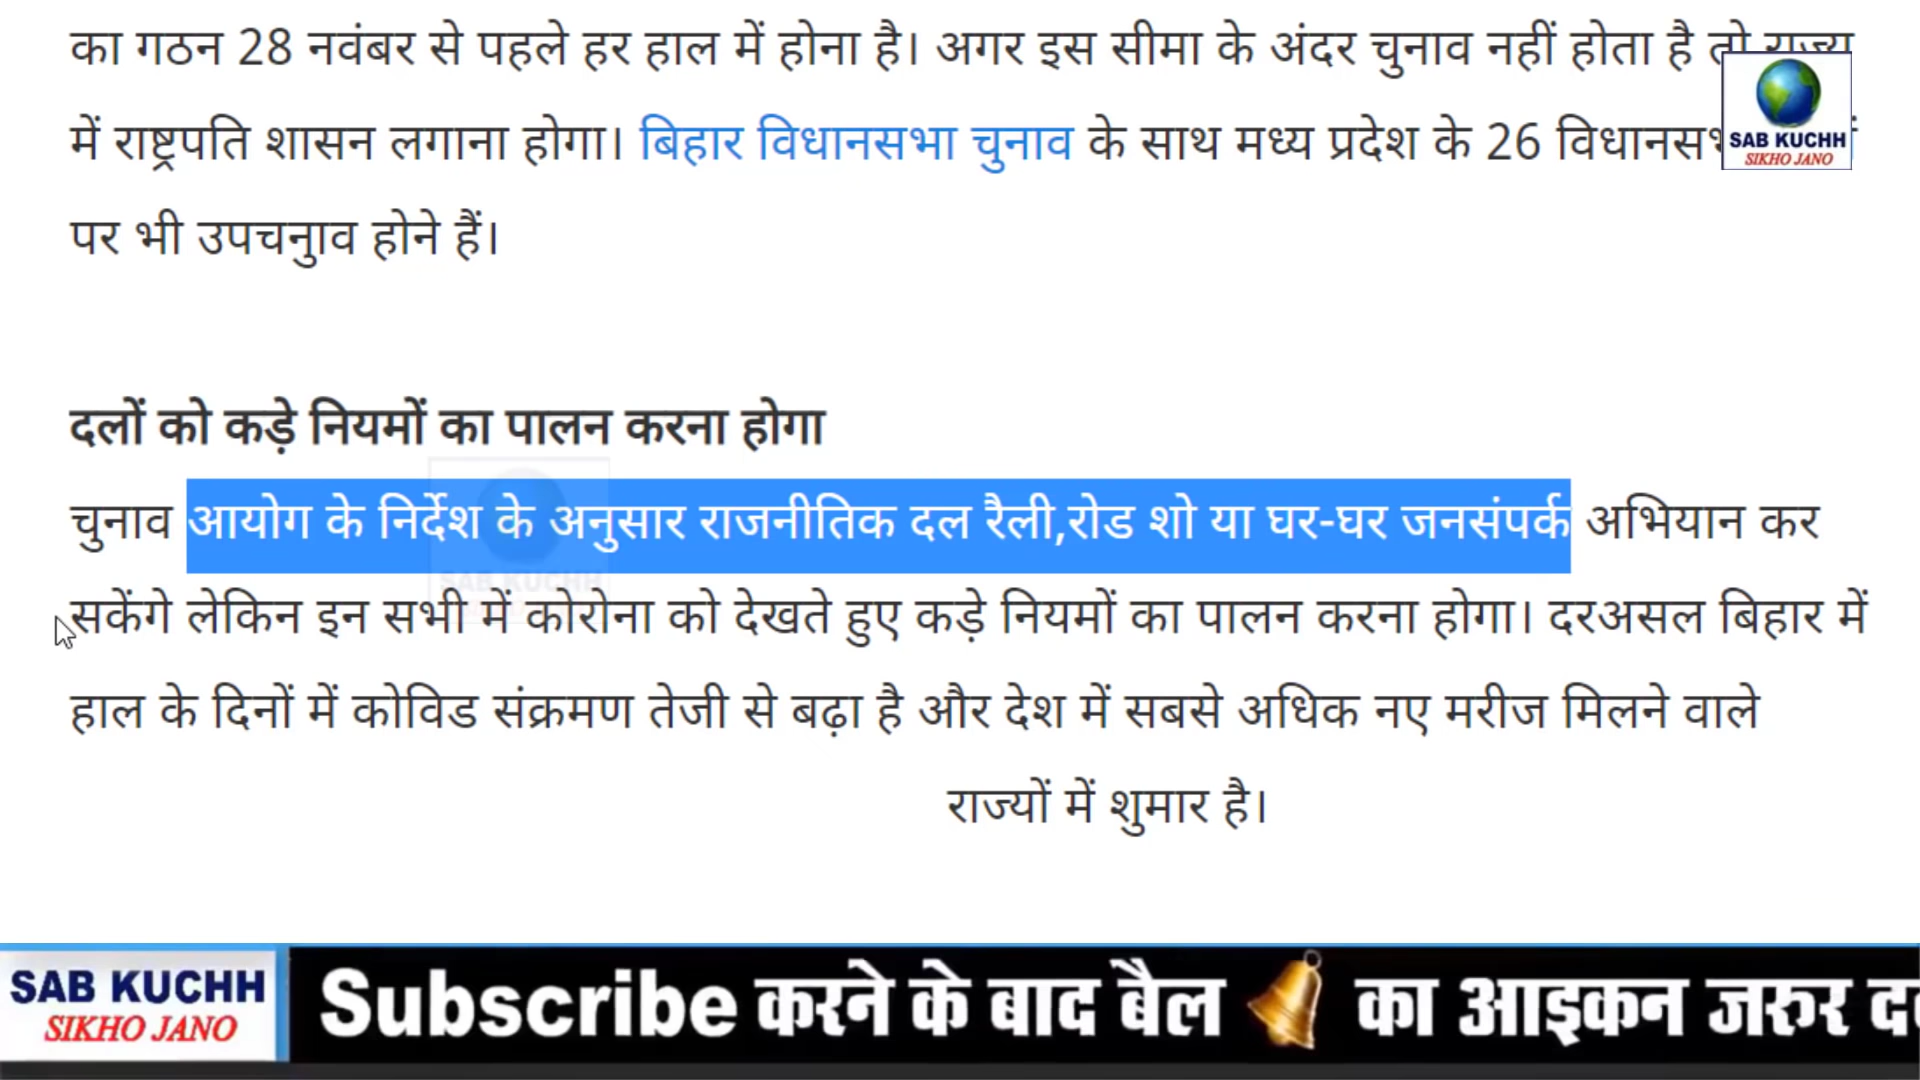 का गठन 28 नवंबर से पहले हर हाल में होना है। अगर इस सीमा के अंदर चुनाव नहीं होता है तो राज्य
में राष्ट्रपति शासन लगाना होगा। बिहार विधानसभा चुनाव के साथ मध्य प्रदेश के 26
पर भी उपचनुाव होने हैं।
SAB KUCHH
SIKHO JANO
दलों को कड़े नियमों का पालन करना होगा
चुनाव आयोग के निर्देश के अनुसार राजनीतिक दल रैली,रोड शो या घर-घर जनसंपर्क अभियान कर
SAB KUCHH
सकेंगे लेकिन इन सभी में कोरोना को देखते हुए कड़े नियमों का पालन करना होगा। दरअसल बिहार में
हाल के दिनों में कोविड संक्रमण तेजी से बढ़ा है और देश में सबसे अधिक नए मरीज मिलने वाले
राज्यों में शुमार है।
SAB KUCHH
SIKHO JANO
Subscribe करने के बाद बैल का आइकन जरुर